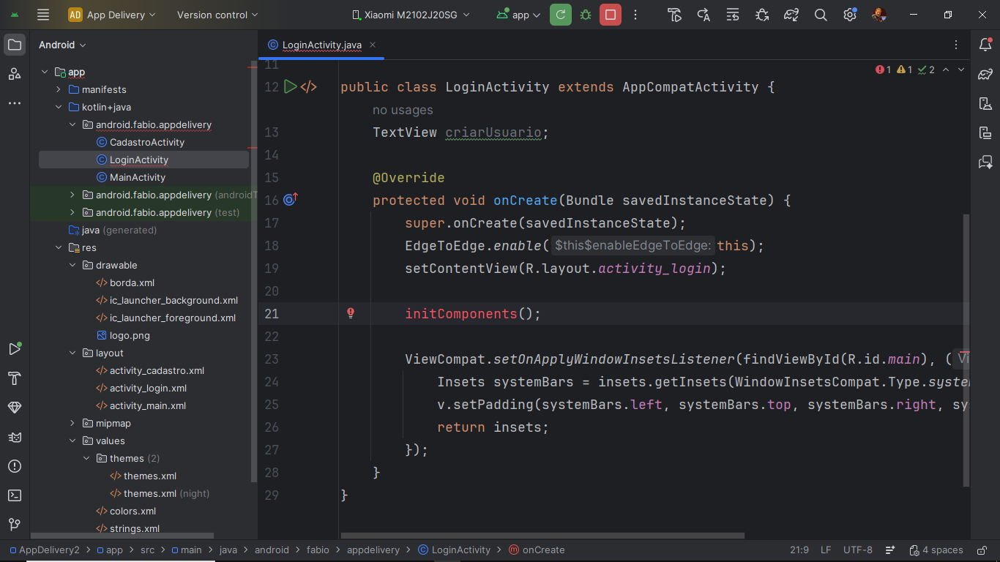 AD App Delivery Version control Xiaomi M2102J20SG app
Android
LoginActivity.java
app
manifests
kotlin+java
android.fabio.appdelivery
CadastroActivity
LoginActivity
MainActivity
android.fabio.appdelivery (androidT
android.fabio.appdelivery (test)
java (generated)
res
drawable
borda.xml
ic_launcher_background.xml
ic_launcher_foreground.xml
logo.png
layout
activity_cadastro.xml
activity_login.xml
activity_main.xml
mipmap
values
themes (2)
themes.xml
themes.xml (night)
colors.xml
strings.xml
1 1 2
11
12 public class LoginActivity extends AppCompatActivity {
no usages
13 TextView criarUsuario;
14
15 @Override
16 protected void onCreate(Bundle savedInstanceState) {
17 super.onCreate(savedInstanceState);
18 EdgeToEdge.enable( $this$enableEdgeToEdge: this);
19 setContentView(R.layout.activity_login);
20
21 initComponents();
22
23 ViewCompat.setOnApplyWindowInsetsListener(findViewById(R.id.main), ( Vi
24 Insets systemBars = insets.getInsets(WindowInsetsCompat.Type.system
25 v.setPadding(systemBars.left, systemBars.top, systemBars.right, sy
26 return insets;
27 });
28 }
29 }
AppDelivery2 > app > src > main > java > android > fabio > appdelivery > LoginActivity > onCreate 21:9 LF UTF-8 4 spaces